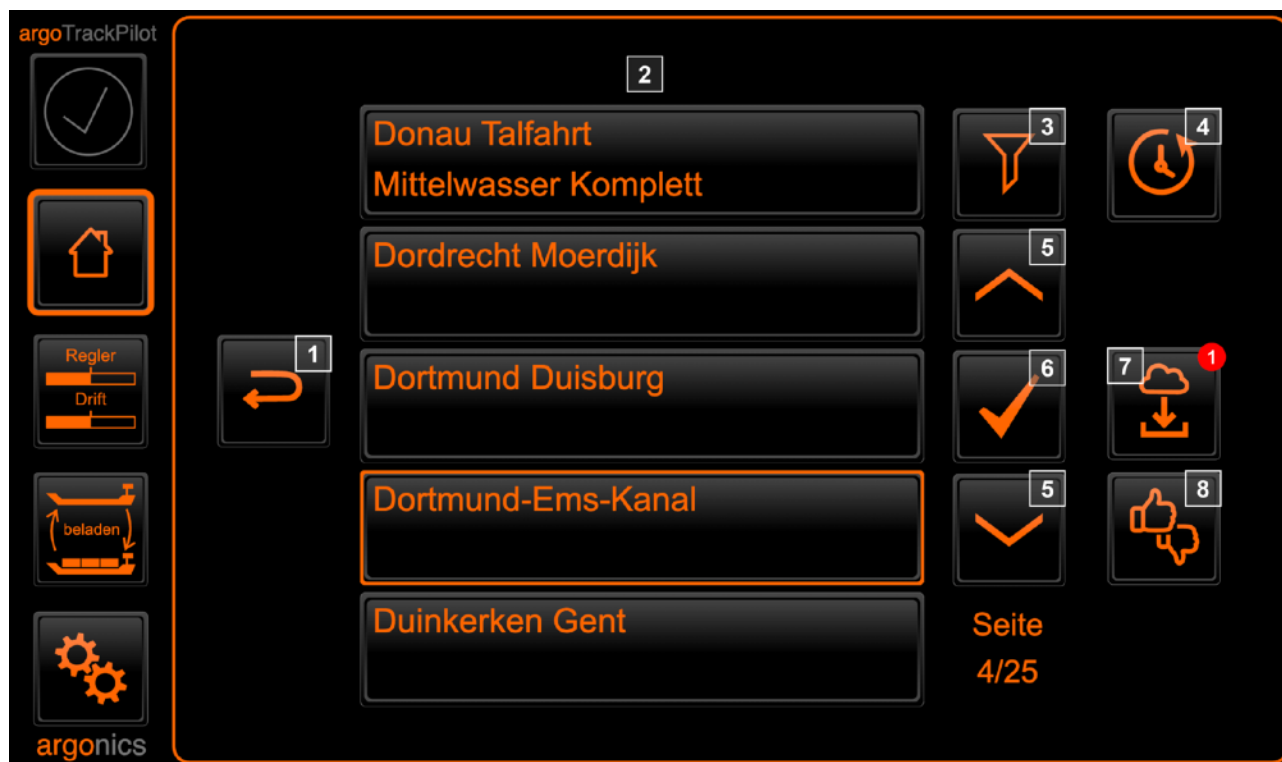 argoTrackPilot
2
Donau Talfahrt
Mittelwasser Komplett
3
4
Dordrecht Moerdijk
5
Regler
Drift
1
Dortmund Duisburg
6
7
1
Dortmund-Ems-Kanal
5
8
beladen
Duinkerken Gent
Seite
4/25
argonics